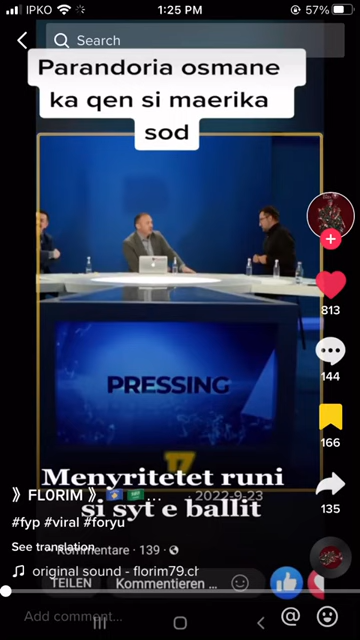 IPKO
1:25 PM
57%
Search
Parandoria osmane
ka qen si maerika
sod
813
PRESSING
144
T7
166
Menyritetet runi
si syt e ballit
》FLORIM 》 ... 2022-9-23
135
#fyp #viral #foryu
See translation
Kommentare · 139 ·
original sound - florim79.ch
TEILEN
Kommentieren ...
Add comment...